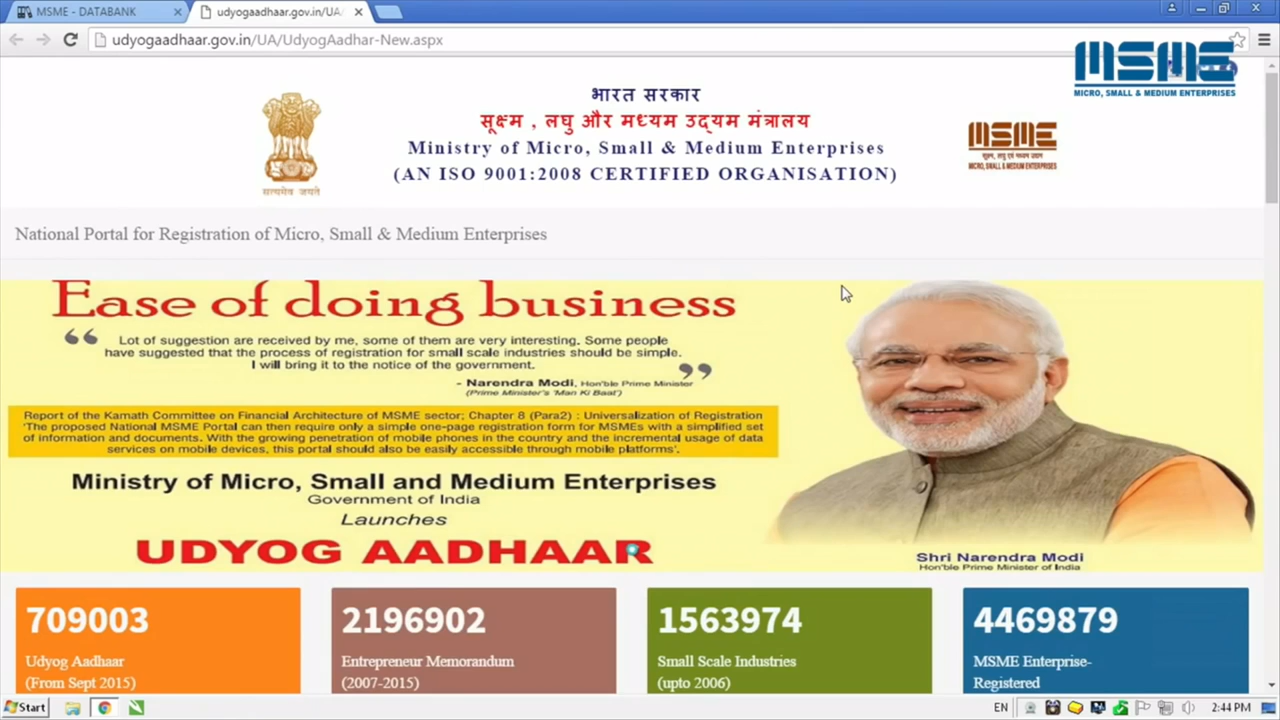 MSME - DATABANK
udyogaadhaar.gov.in/UA/
udyogaadhaar.gov.in/UA/UdyogAadhar-New.aspx
MSME
MICRO, SMALL & MEDIUM ENTERPRISES
भारत सरकार
सूक्ष्म , लघु और मध्यम उद्यम मंत्रालय
Ministry of Micro, Small & Medium Enterprises
(AN ISO 9001:2008 CERTIFIED ORGANISATION)
सत्यमेव जयते
MSME
सूक्ष्म, लघु एवं मध्यम उद्यम
MICRO, SMALL & MEDIUM ENTERPRISES
National Portal for Registration of Micro, Small & Medium Enterprises
Ease of doing business
“ Lot of suggestion are received by me, some of them are very interesting. Some people
have suggested that the process of registration for small scale industries should be simple.
I will bring it to the notice of the government. ”
- Narendra Modi, Hon'ble Prime Minister
(Prime Minister's 'Man Ki Baat')
Report of the Kamath Committee on Financial Architecture of MSME sector; Chapter 8 (Para2) : Universalization of Registration
'The proposed National MSME Portal can then require only a simple one-page registration form for MSMEs with a simplified set
of information and documents. With the growing penetration of mobile phones in the country and the incremental usage of data
services on mobile devices, this portal should also be easily accessible through mobile platforms'.
Ministry of Micro, Small and Medium Enterprises
Government of India
Launches
UDYOG AADHAAR
Shri Narendra Modi
Hon'ble Prime Minister of India
709003
Udyog Aadhaar
(From Sept 2015)
2196902
Entrepreneur Memorandum
(2007-2015)
1563974
Small Scale Industries
(upto 2006)
4469879
MSME Enterprise-
Registered
Start
EN
2:44 PM